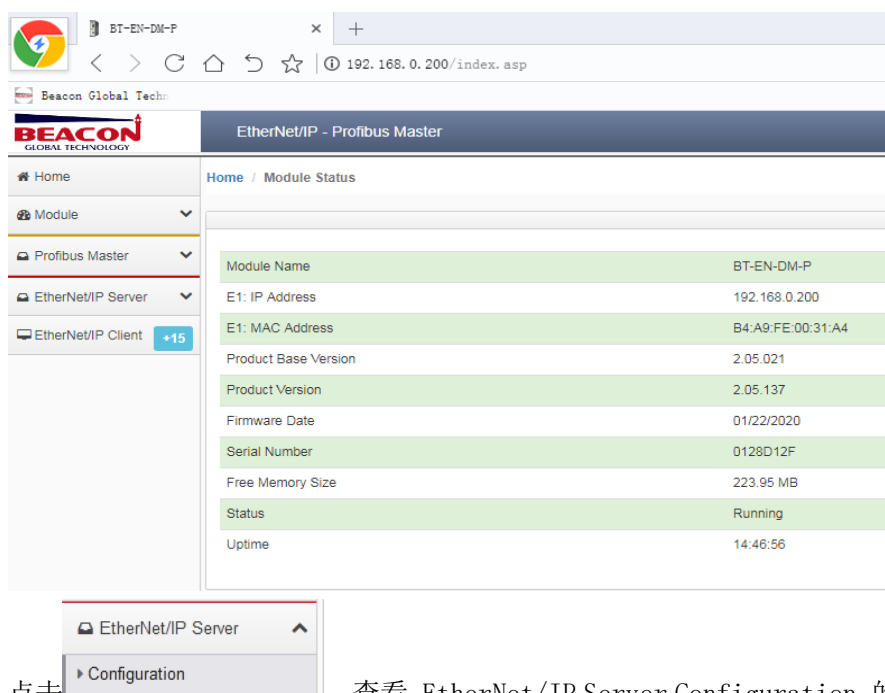 BT-EN-DM-P
192.168.0.200/index.asp
Beacon Global Techn
BEACON
GLOBAL TECHNOLOGY
EtherNet/IP - Profibus Master
Home
Home / Module Status
Module
Profibus Master
EtherNet/IP Server
EtherNet/IP Client +15
Module Name BT-EN-DM-P
E1: IP Address 192.168.0.200
E1: MAC Address B4:A9:FE:00:31:A4
Product Base Version 2.05.021
Product Version 2.05.137
Firmware Date 01/22/2020
Serial Number 0128D12F
Free Memory Size 223.95 MB
Status Running
Uptime 14:46:56
EtherNet/IP Server
Configuration
点击 查看 EtherNet/IP Server Configuration 的